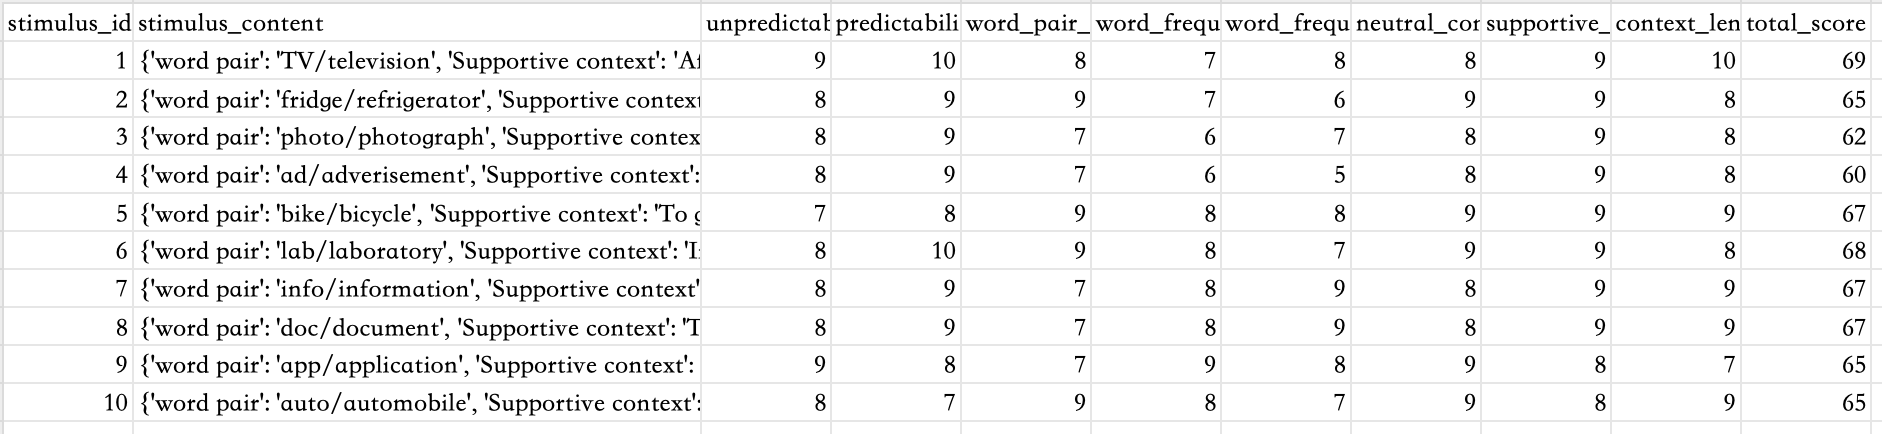 stimulus_id stimulus_content unpredictab predictabili word_pair_ word_frequ word_frequ neutral_cor supportive_ context_len total_score
1 {'word pair': 'TV/television', 'Supportive context': 'Af 9 10 8 7 8 8 9 10 69
2 {'word pair': 'fridge/refrigerator', 'Supportive context 8 9 9 7 6 9 9 8 65
3 {'word pair': 'photo/photograph', 'Supportive contex 8 9 7 6 7 8 9 8 62
4 {'word pair': 'ad/adverisement', 'Supportive context': 8 9 7 6 5 8 9 8 60
5 {'word pair': 'bike/bicycle', 'Supportive context': 'To g 7 8 9 8 8 9 9 9 67
6 {'word pair': 'lab/laboratory', 'Supportive context': 'I 8 10 9 8 7 9 9 8 68
7 {'word pair': 'info/information', 'Supportive context' 8 9 7 8 9 8 9 9 67
8 {'word pair': 'doc/document', 'Supportive context': 'T 8 9 7 8 9 8 9 9 67
9 {'word pair': 'app/application', 'Supportive context': 9 8 7 9 8 9 8 7 65
10 {'word pair': 'auto/automobile', 'Supportive context': 8 7 9 8 7 9 8 9 65